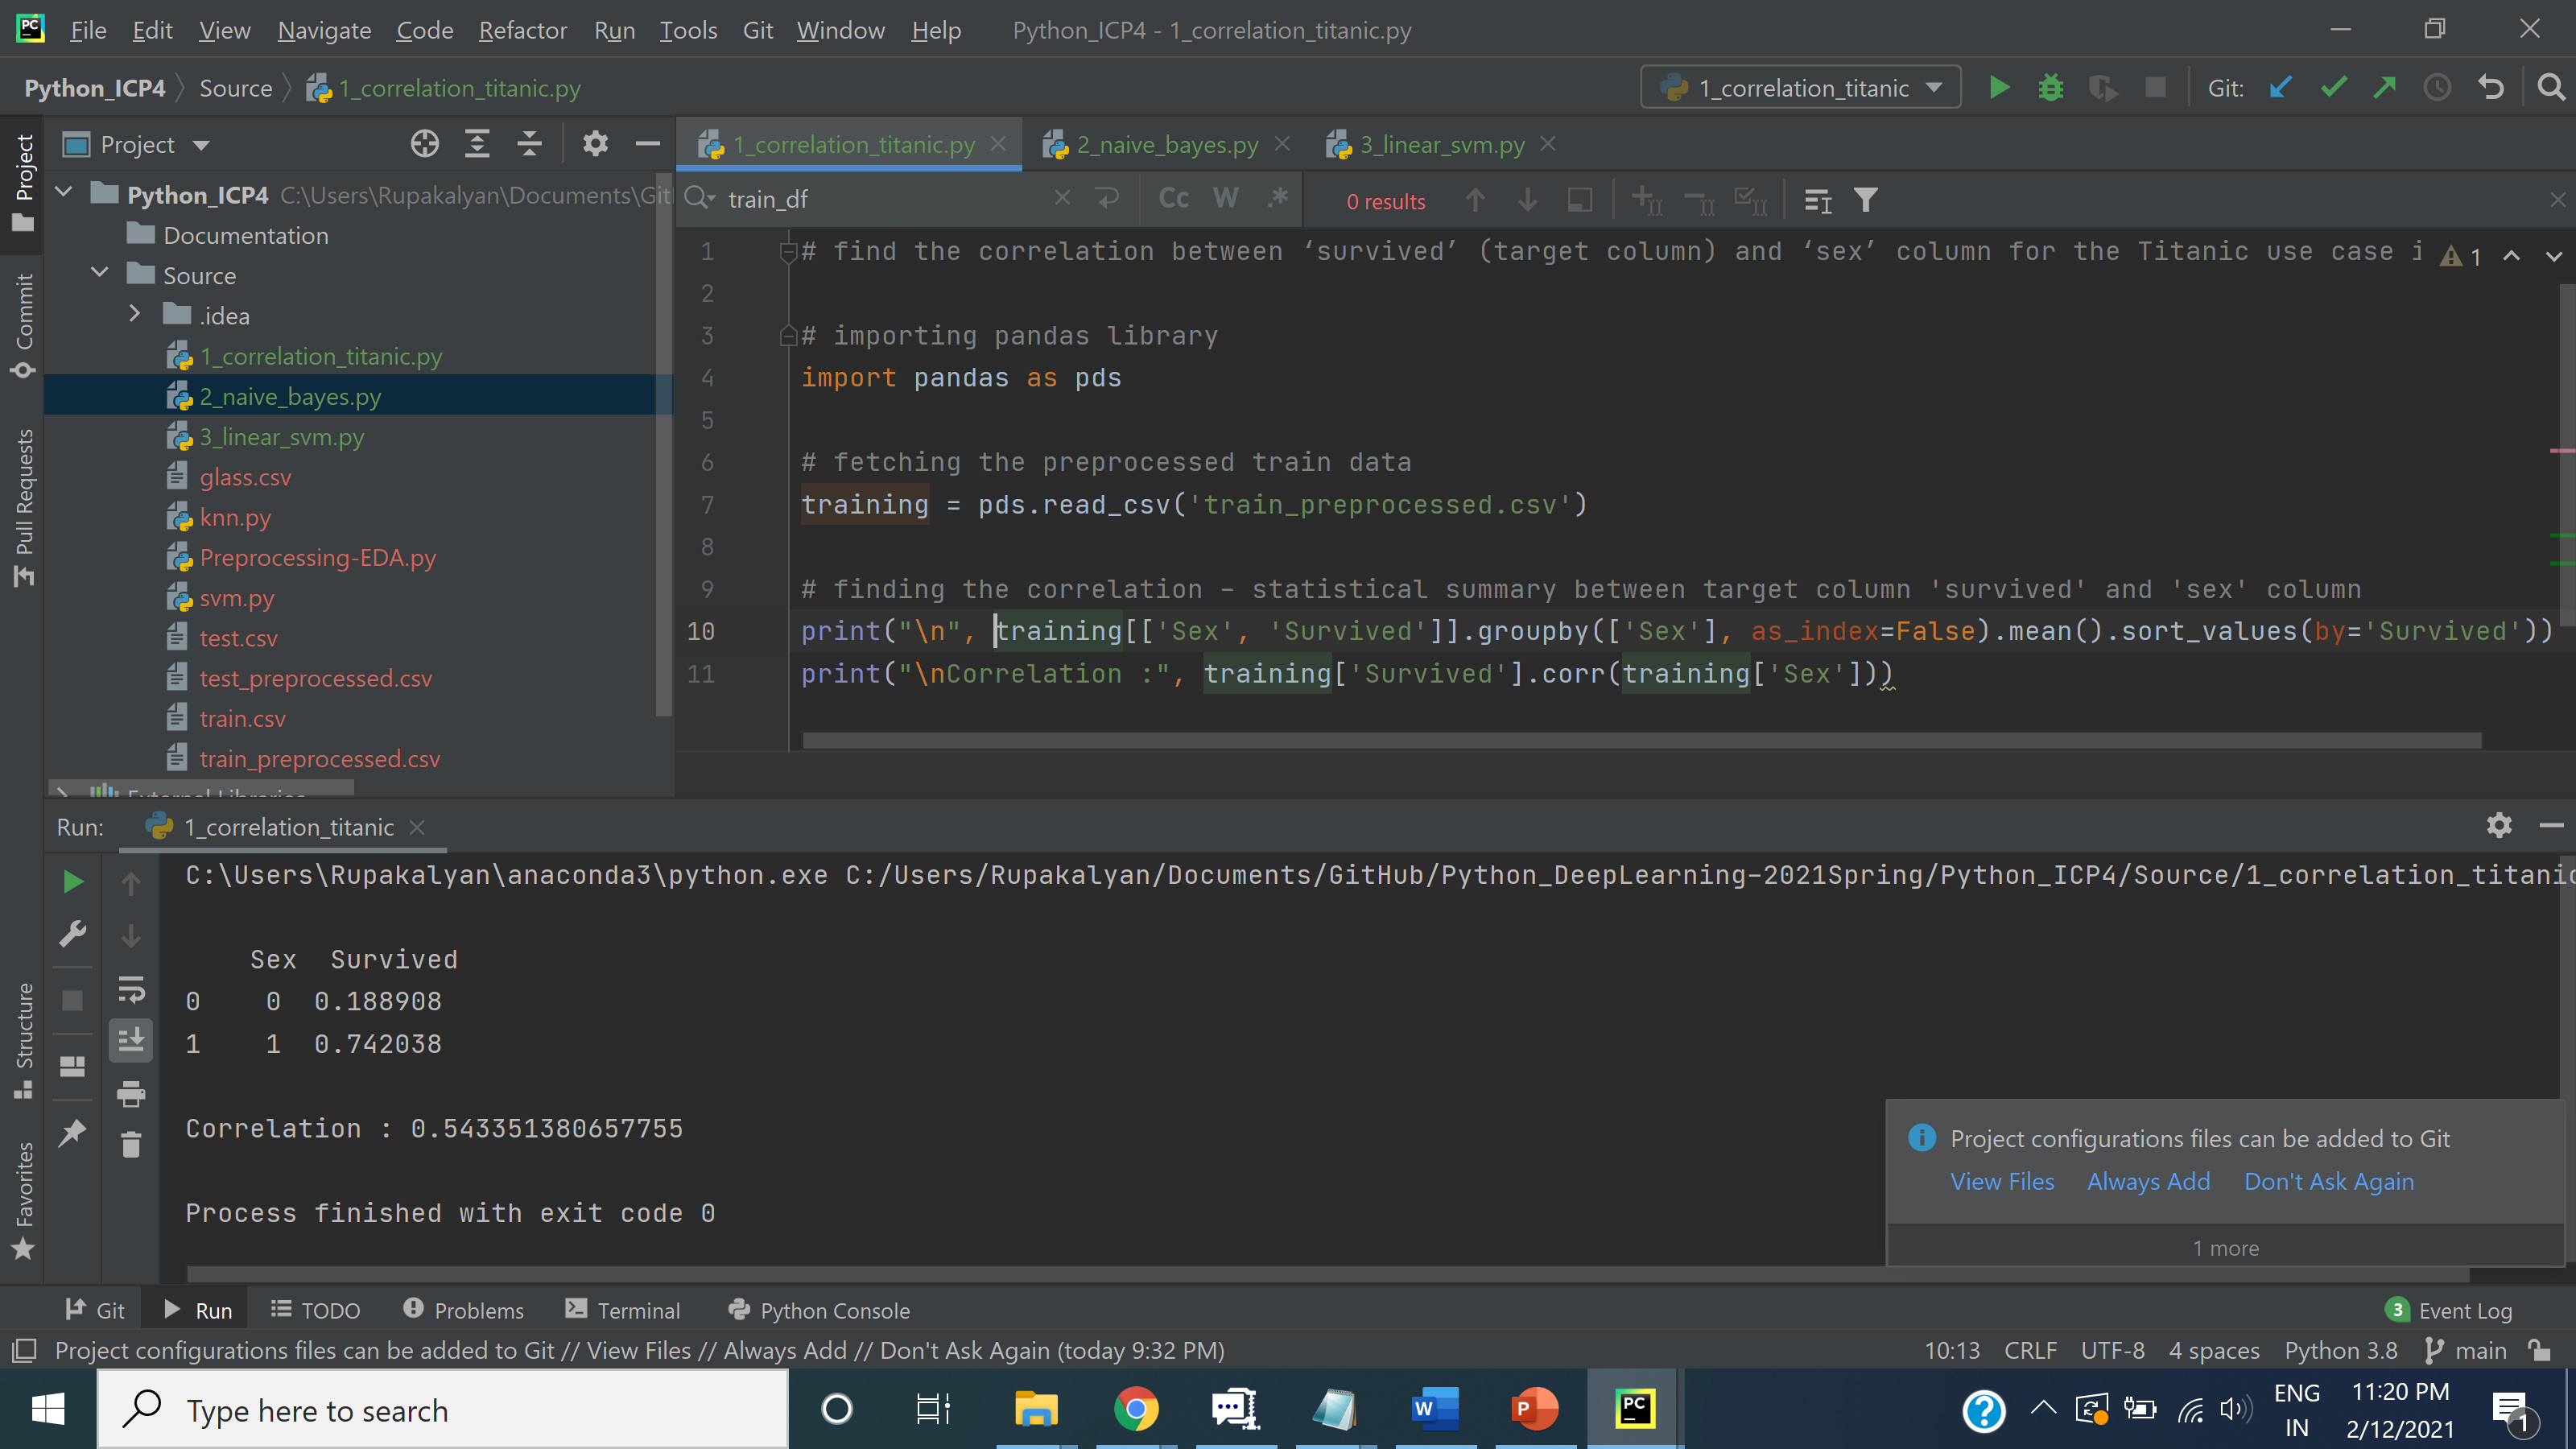 PC File Edit View Navigate Code Refactor Run Tools Git Window Help Python_ICP4 - 1_correlation_titanic.py
Python_ICP4 Source 1_correlation_titanic.py 1_correlation_titanic Git:
Project 1_correlation_titanic.py 2_naive_bayes.py 3_linear_svm.py
Python_ICP4 C:\Users\Rupakalyan\Documents\Git
train_df Cc W .* 0 results
Documentation
Source
.idea
1_correlation_titanic.py
2_naive_bayes.py
3_linear_svm.py
glass.csv
knn.py
Preprocessing-EDA.py
svm.py
test.csv
test_preprocessed.csv
train.csv
train_preprocessed.csv
External Libraries
Project
Commit
Pull Requests
Structure
Favorites
1 # find the correlation between ‘survived’ (target column) and ‘sex’ column for the Titanic use case i 1
2
3 # importing pandas library
4 import pandas as pds
5
6 # fetching the preprocessed train data
7 training = pds.read_csv('train_preprocessed.csv')
8
9 # finding the correlation - statistical summary between target column 'survived' and 'sex' column
10 print("\n", training[['Sex', 'Survived']].groupby(['Sex'], as_index=False).mean().sort_values(by='Survived'))
11 print("\nCorrelation :", training['Survived'].corr(training['Sex']))
Run: 1_correlation_titanic
C:\Users\Rupakalyan\anaconda3\python.exe C:/Users/Rupakalyan/Documents/GitHub/Python_DeepLearning-2021Spring/Python_ICP4/Source/1_correlation_titanic
Sex Survived
0 0 0.188908
1 1 0.742038
Correlation : 0.543351380657755
Process finished with exit code 0
Project configurations files can be added to Git
View Files Always Add Don't Ask Again
1 more
Git Run TODO Problems Terminal Python Console 3 Event Log
Project configurations files can be added to Git // View Files // Always Add // Don't Ask Again (today 9:32 PM) 10:13 CRLF UTF-8 4 spaces Python 3.8 main
Type here to search W P PC ENG IN 11:20 PM 2/12/2021 1